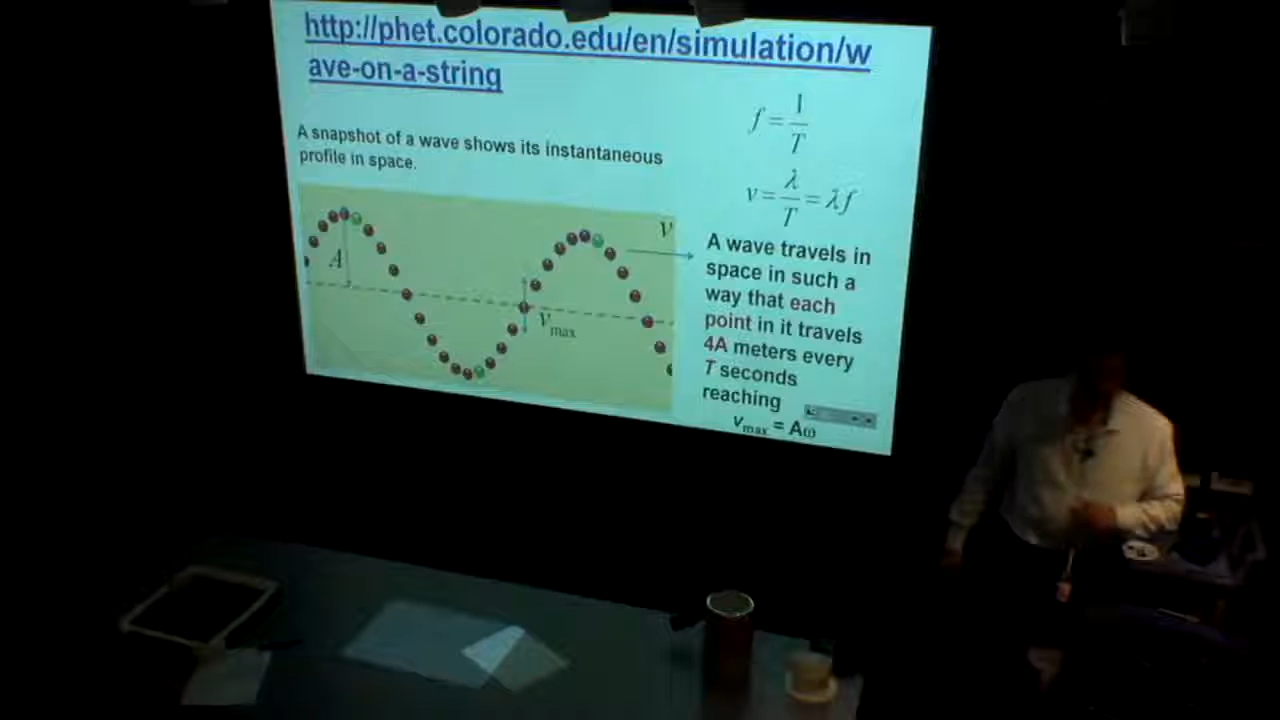 http://phet.colorado.edu/en/simulation/w
ave-on-a-string
f = 1/T
A snapshot of a wave shows its instantaneous
profile in space.
v = λ/T = λf
A
v
v max
A wave travels in
space in such a
way that each
point in it travels
4A meters every
T seconds
reaching
v max = Aω